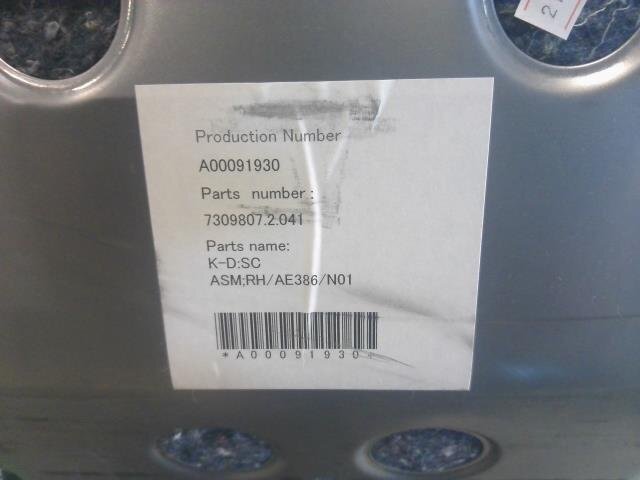 Production Number
A00091930
Parts number:
7309807.2.041
Parts name:
K-D:SC
ASM;RH/AE386/N01
*A00091930*